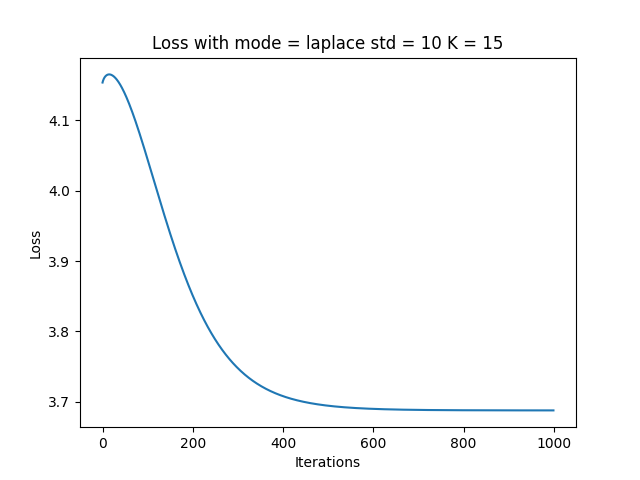 Loss with mode = laplace std = 10 K = 15
4.1
4.0
3.9
3.8
3.7
Loss
0 200 400 600 800 1000
Iterations